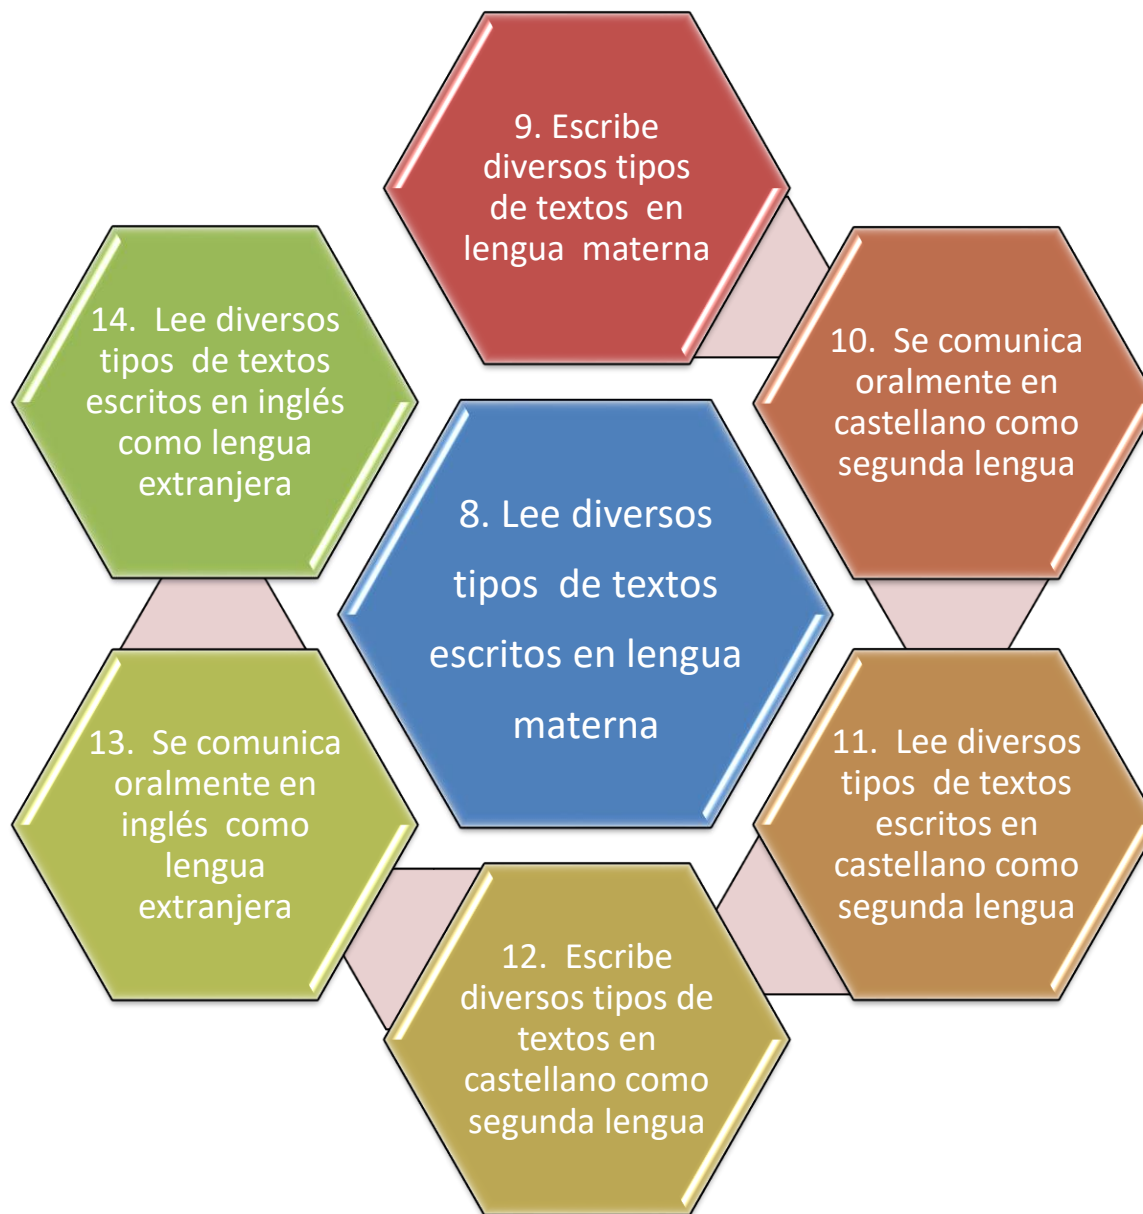 9. Escribe
diversos tipos
de textos en
lengua materna
10. Se comunica
oralmente en
castellano como
segunda lengua
11. Lee diversos
tipos de textos
escritos en
castellano como
segunda lengua
12. Escribe
diversos tipos de
textos en
castellano como
segunda lengua
13. Se comunica
oralmente en
inglés como
lengua
extranjera
14. Lee diversos
tipos de textos
escritos en inglés
como lengua
extranjera
8. Lee diversos
tipos de textos
escritos en lengua
materna